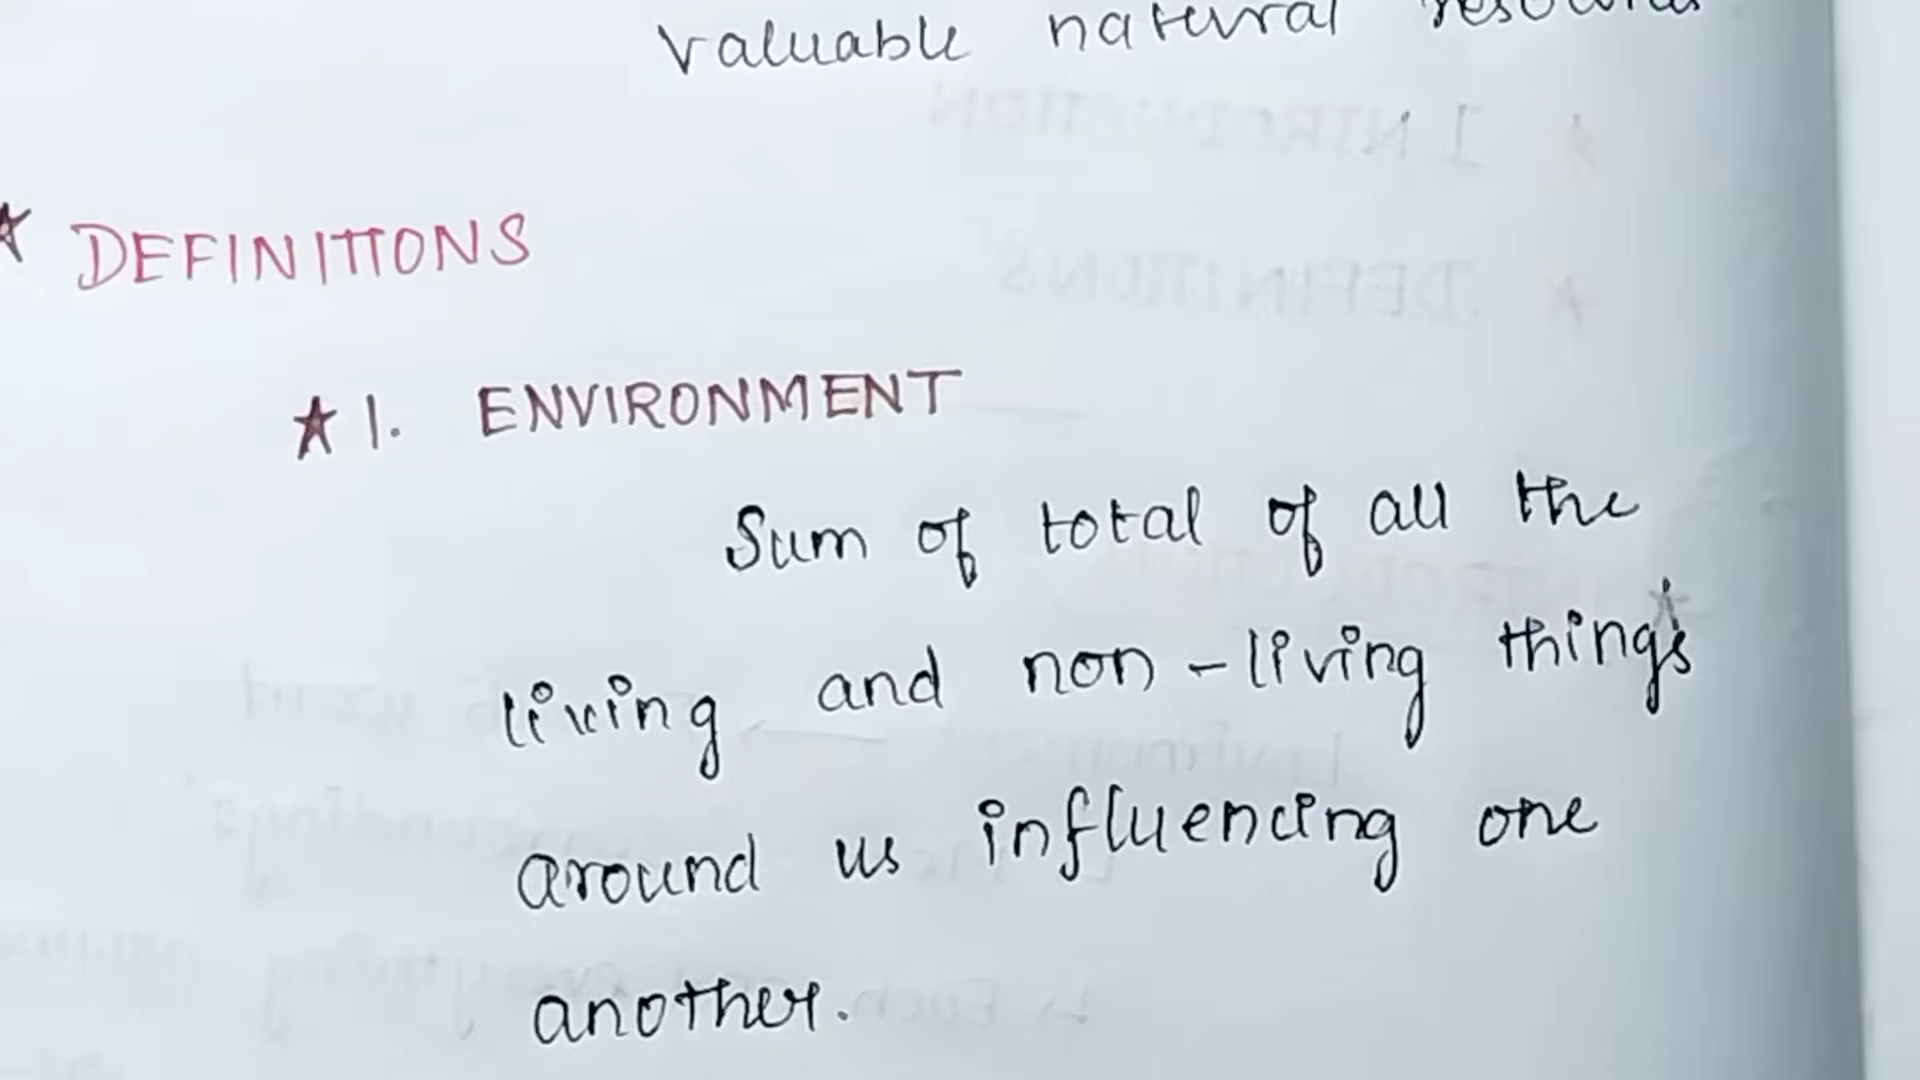 valuable natural
★ DEFINITIONS
★ 1. ENVIRONMENT
Sum of total of all the
living and non-living things
around us influencing one
another.